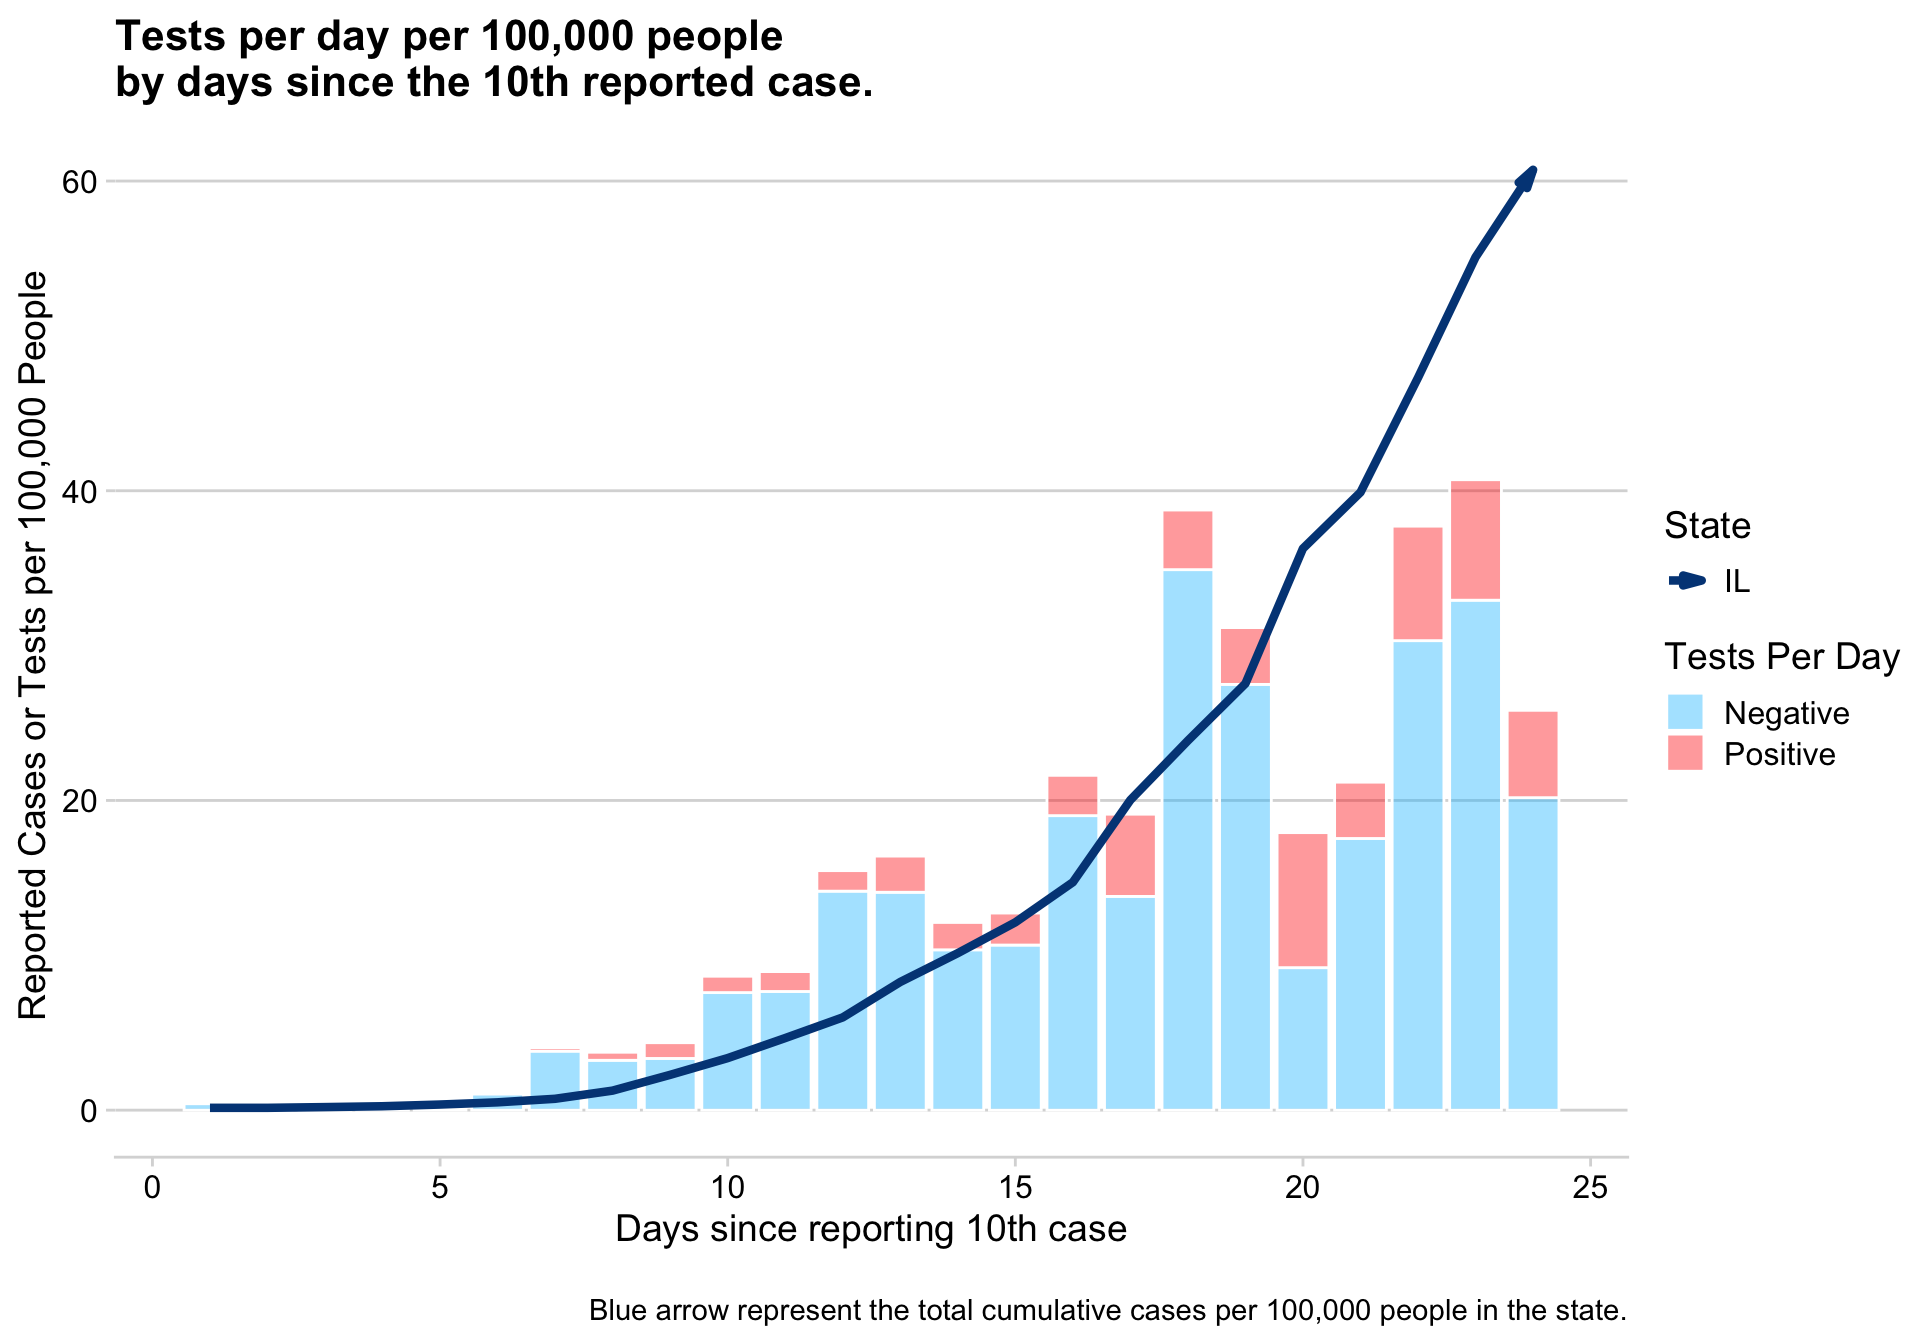 Tests per day per 100,000 people
by days since the 10th reported case.
Reported Cases or Tests per 100,000 People
60
40
20
0
0
5
10
15
20
25
Days since reporting 10th case
State
IL
Tests Per Day
Negative
Positive
Blue arrow represent the total cumulative cases per 100,000 people in the state.